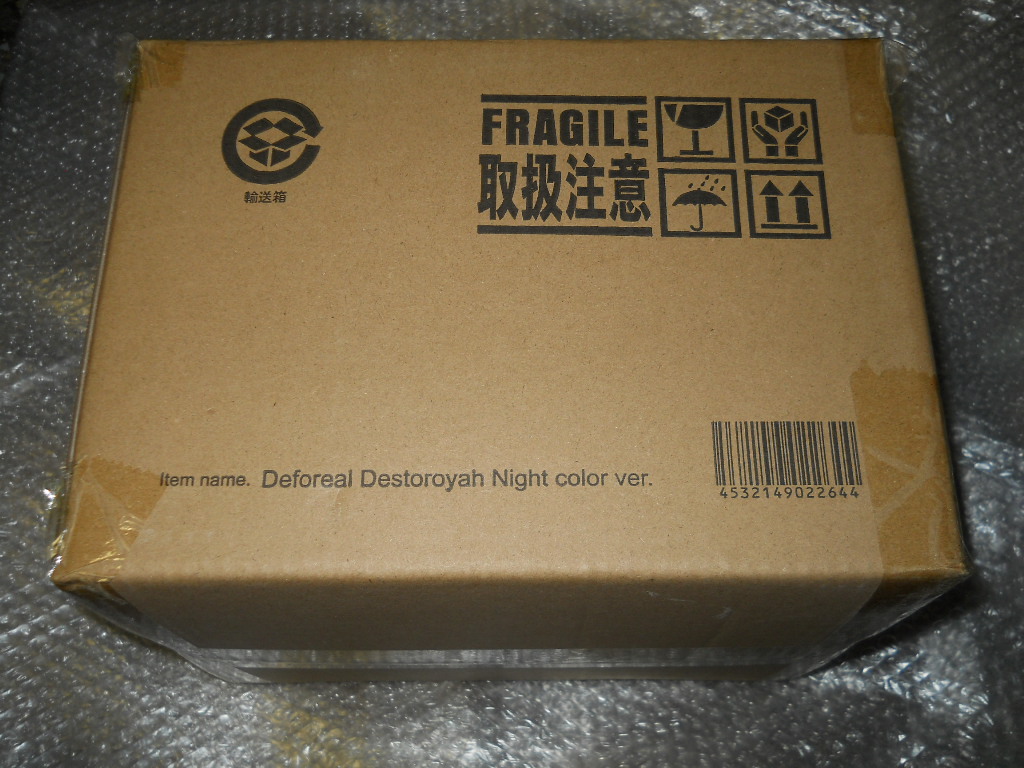 輸送箱
FRAGILE
取扱注意
Item name. Deforeal Destoroyah Night color ver.
4532149022644